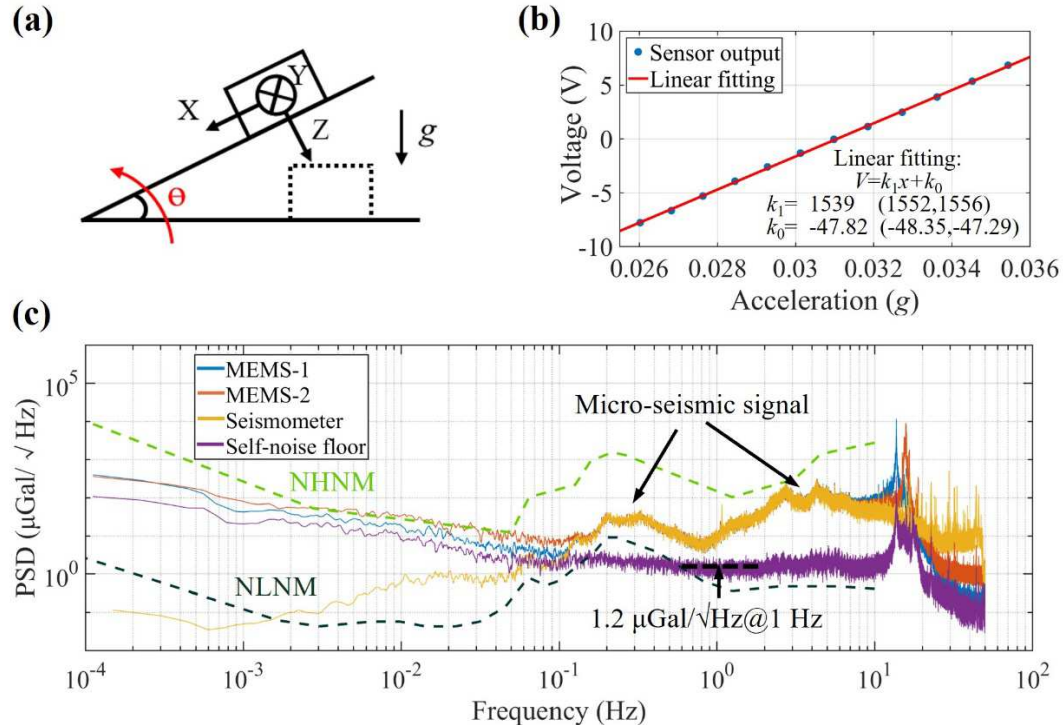 (a)
X
Y
Z
g
Θ
(b)
10
5
0
-5
-10
Voltage (V)
Sensor output
Linear fitting
Linear fitting:
V=k1x+k0
k1= 1539 (1552,1556)
k0= -47.82 (-48.35,-47.29)
0.026 0.028 0.03 0.032 0.034 0.036
Acceleration (g)
(c)
PSD (μGal/√Hz)
10^5
10^0
MEMS-1
MEMS-2
Seismometer
Self-noise floor
NHNM
NLNM
Micro-seismic signal
1.2 μGal/√Hz@1 Hz
10^-4 10^-3 10^-2 10^-1 10^0 10^1 10^2
Frequency (Hz)